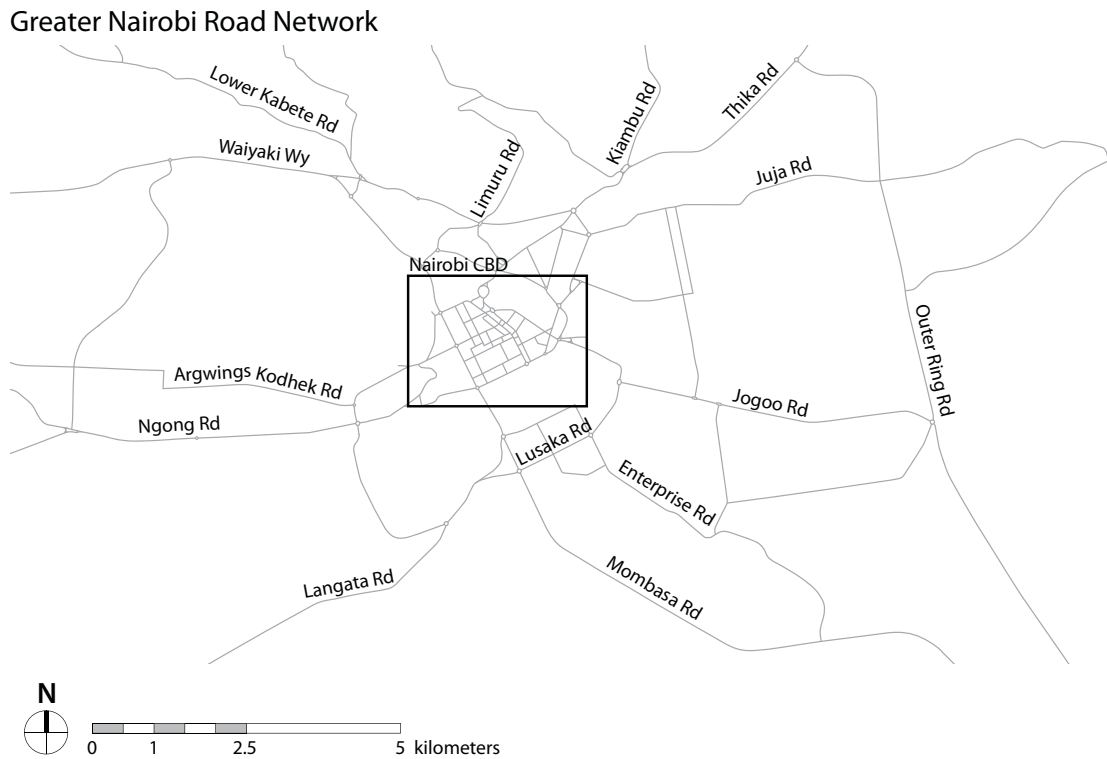 Greater Nairobi Road Network
Lower Kabete Rd
Waiyaki Wy
Limuru Rd
Kiambu Rd
Thika Rd
Juja Rd
Nairobi CBD
Outer Ring Rd
Argwings Kodhek Rd
Ngong Rd
Jogoo Rd
Lusaka Rd
Enterprise Rd
Langata Rd
Mombasa Rd
N
0 1 2.5 5 kilometers